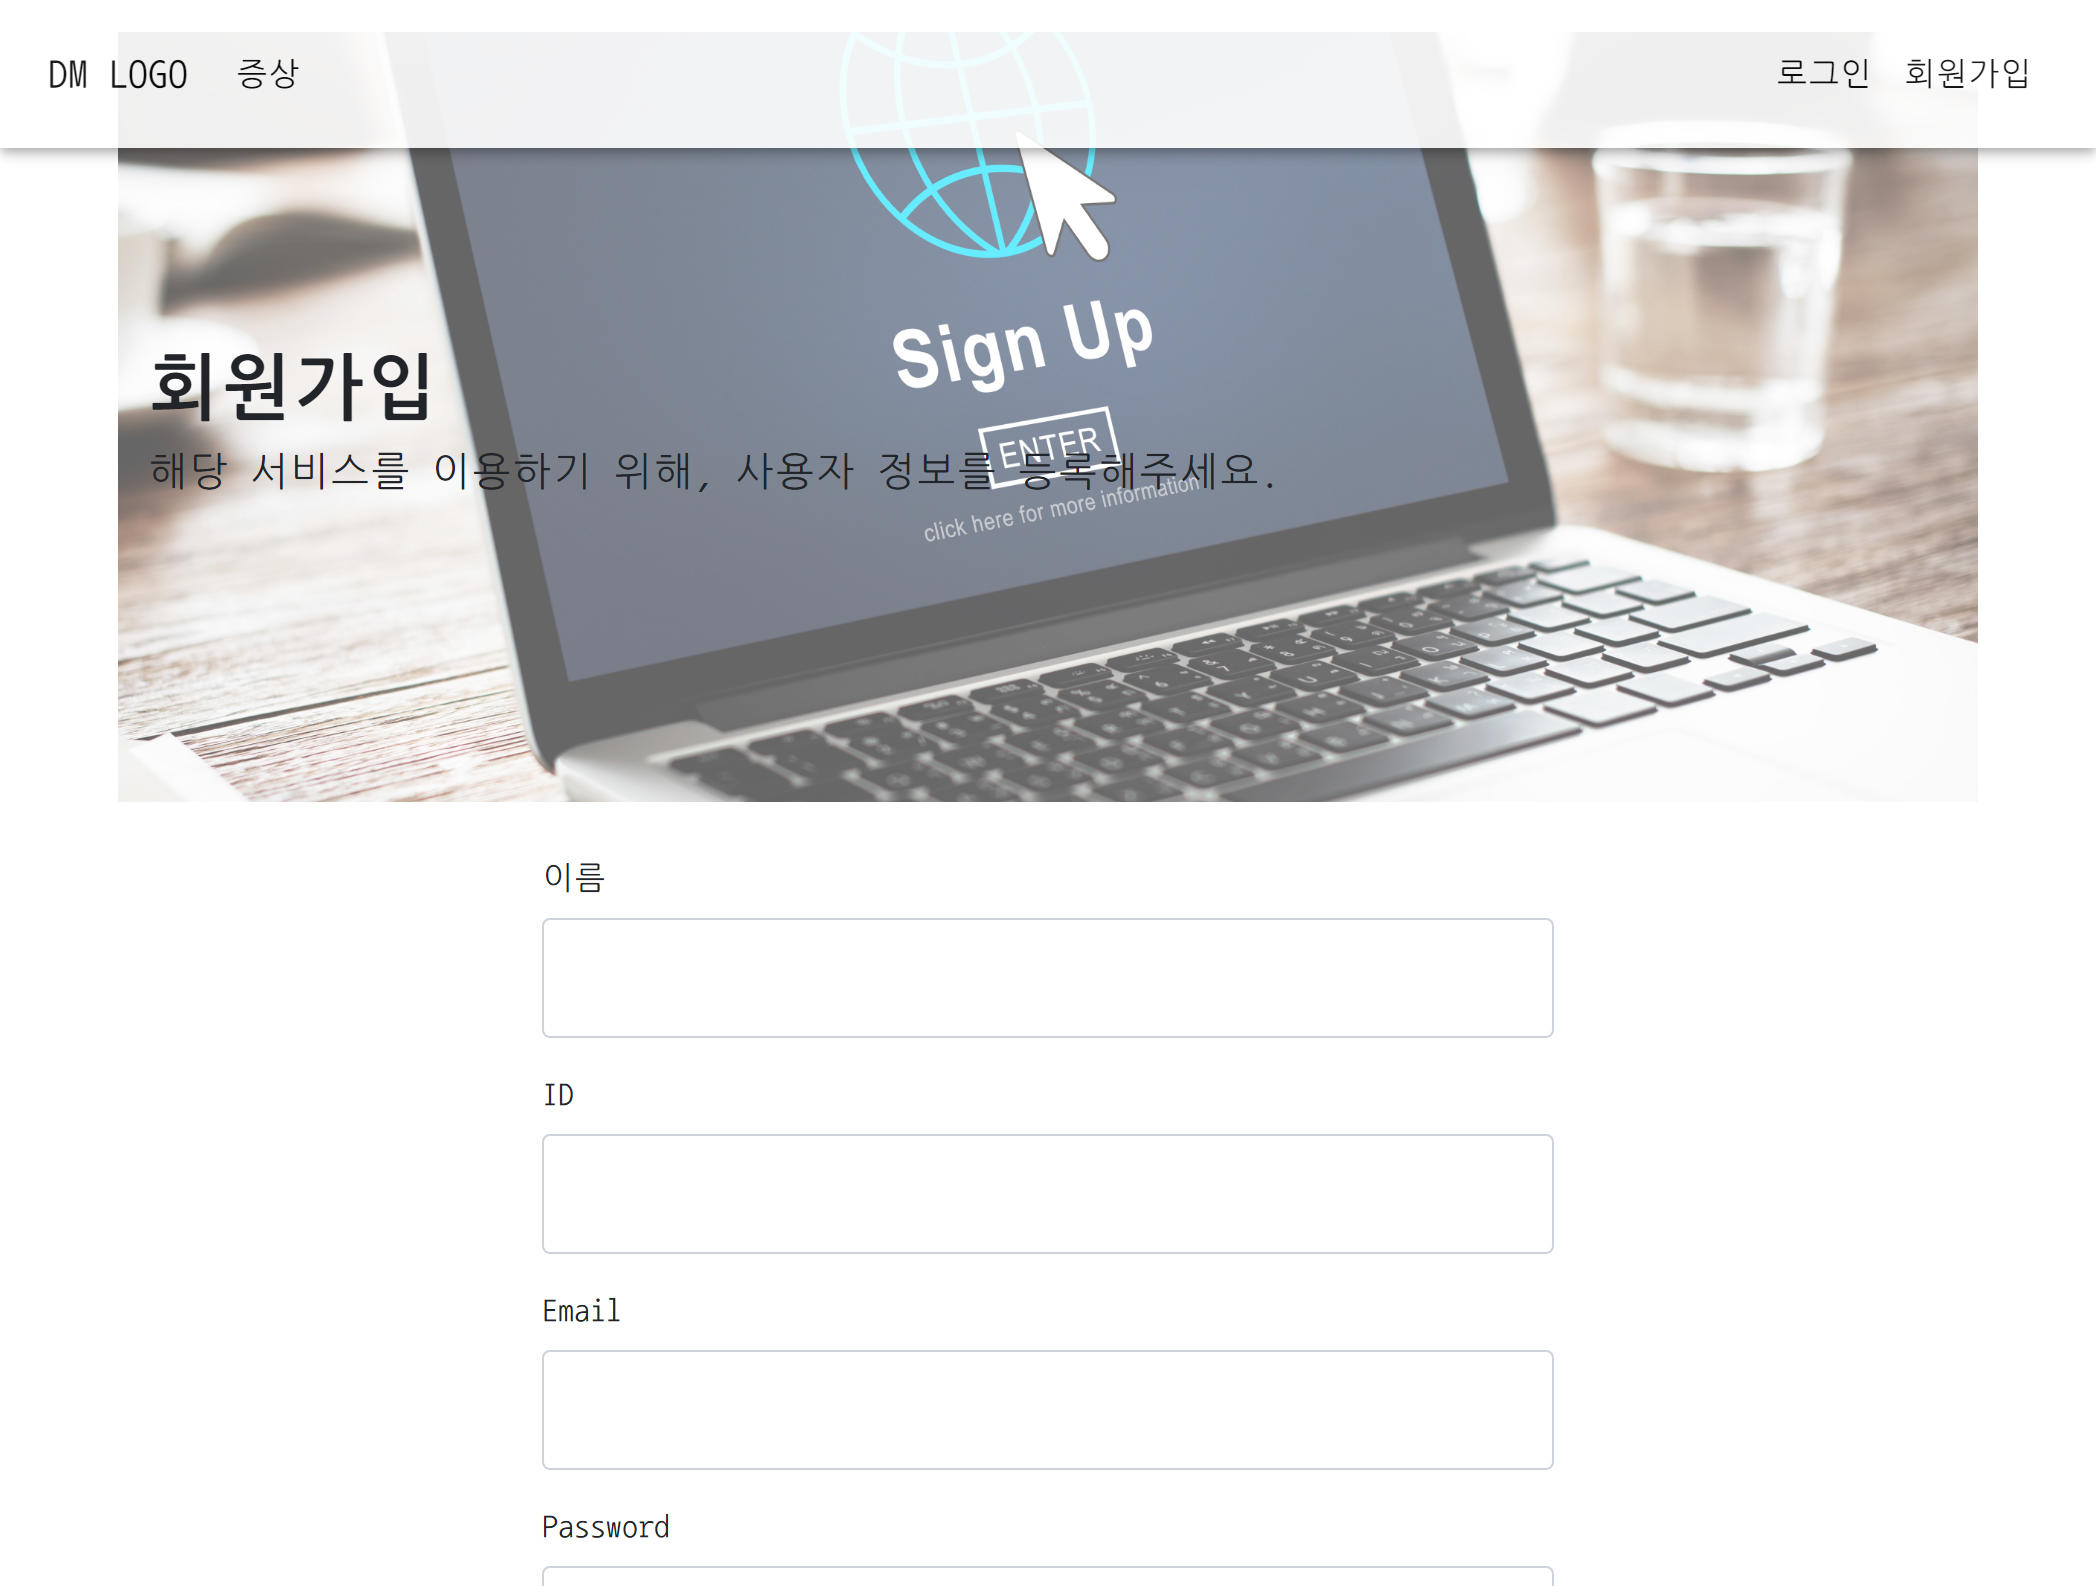 DM LOGO 증상 로그인 회원가입
Sign Up
회원가입
ENTER
해당 서비스를 이용하기 위해, 사용자 정보를 등록해주세요.
click here for more information
이름
ID
Email
Password